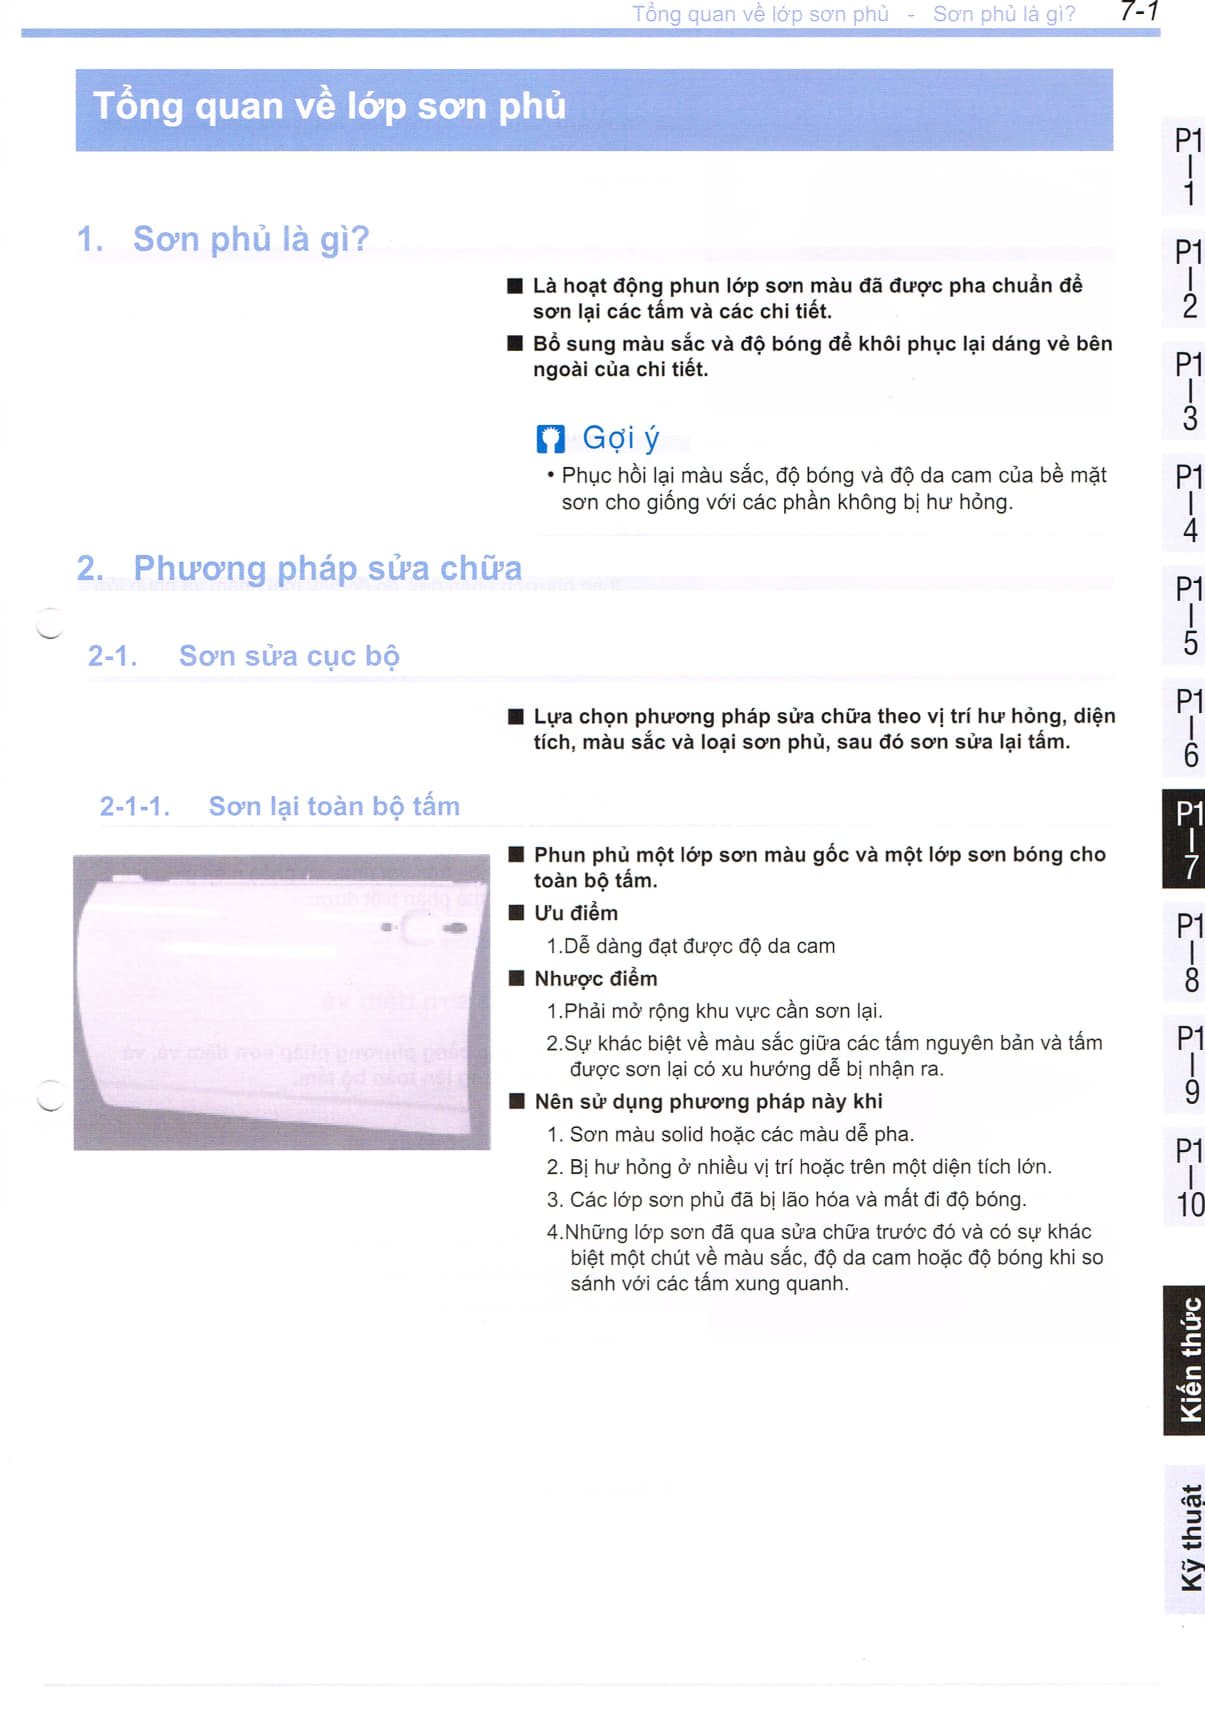 Tổng quan về lớp sơn phủ - Sơn phủ là gì? 7-1
Tổng quan về lớp sơn phủ
1. Sơn phủ là gì?
■ Là hoạt động phun lớp sơn màu đã được pha chuẩn để
sơn lại các tấm và các chi tiết.
■ Bổ sung màu sắc và độ bóng để khôi phục lại dáng vẻ bên
ngoài của chi tiết.
Gợi ý
• Phục hồi lại màu sắc, độ bóng và độ da cam của bề mặt
sơn cho giống với các phần không bị hư hỏng.
2. Phương pháp sửa chữa
2-1. Sơn sửa cục bộ
■ Lựa chọn phương pháp sửa chữa theo vị trí hư hỏng, diện
tích, màu sắc và loại sơn phủ, sau đó sơn sửa lại tấm.
2-1-1. Sơn lại toàn bộ tấm
■ Phun phủ một lớp sơn màu gốc và một lớp sơn bóng cho
toàn bộ tấm.
■ Ưu điểm
1.Dễ dàng đạt được độ da cam
■ Nhược điểm
1.Phải mở rộng khu vực cần sơn lại.
2.Sự khác biệt về màu sắc giữa các tấm nguyên bản và tấm
được sơn lại có xu hướng dễ bị nhận ra.
■ Nên sử dụng phương pháp này khi
1. Sơn màu solid hoặc các màu dễ pha.
2. Bị hư hỏng ở nhiều vị trí hoặc trên một diện tích lớn.
3. Các lớp sơn phủ đã bị lão hóa và mất đi độ bóng.
4.Những lớp sơn đã qua sửa chữa trước đó và có sự khác
biệt một chút về màu sắc, độ da cam hoặc độ bóng khi so
sánh với các tấm xung quanh.
P1
|
1
P1
|
2
P1
|
3
P1
|
4
P1
|
5
P1
|
6
P1
|
7
P1
|
8
P1
|
9
P1
|
10
Kiến thức
Kỹ thuật